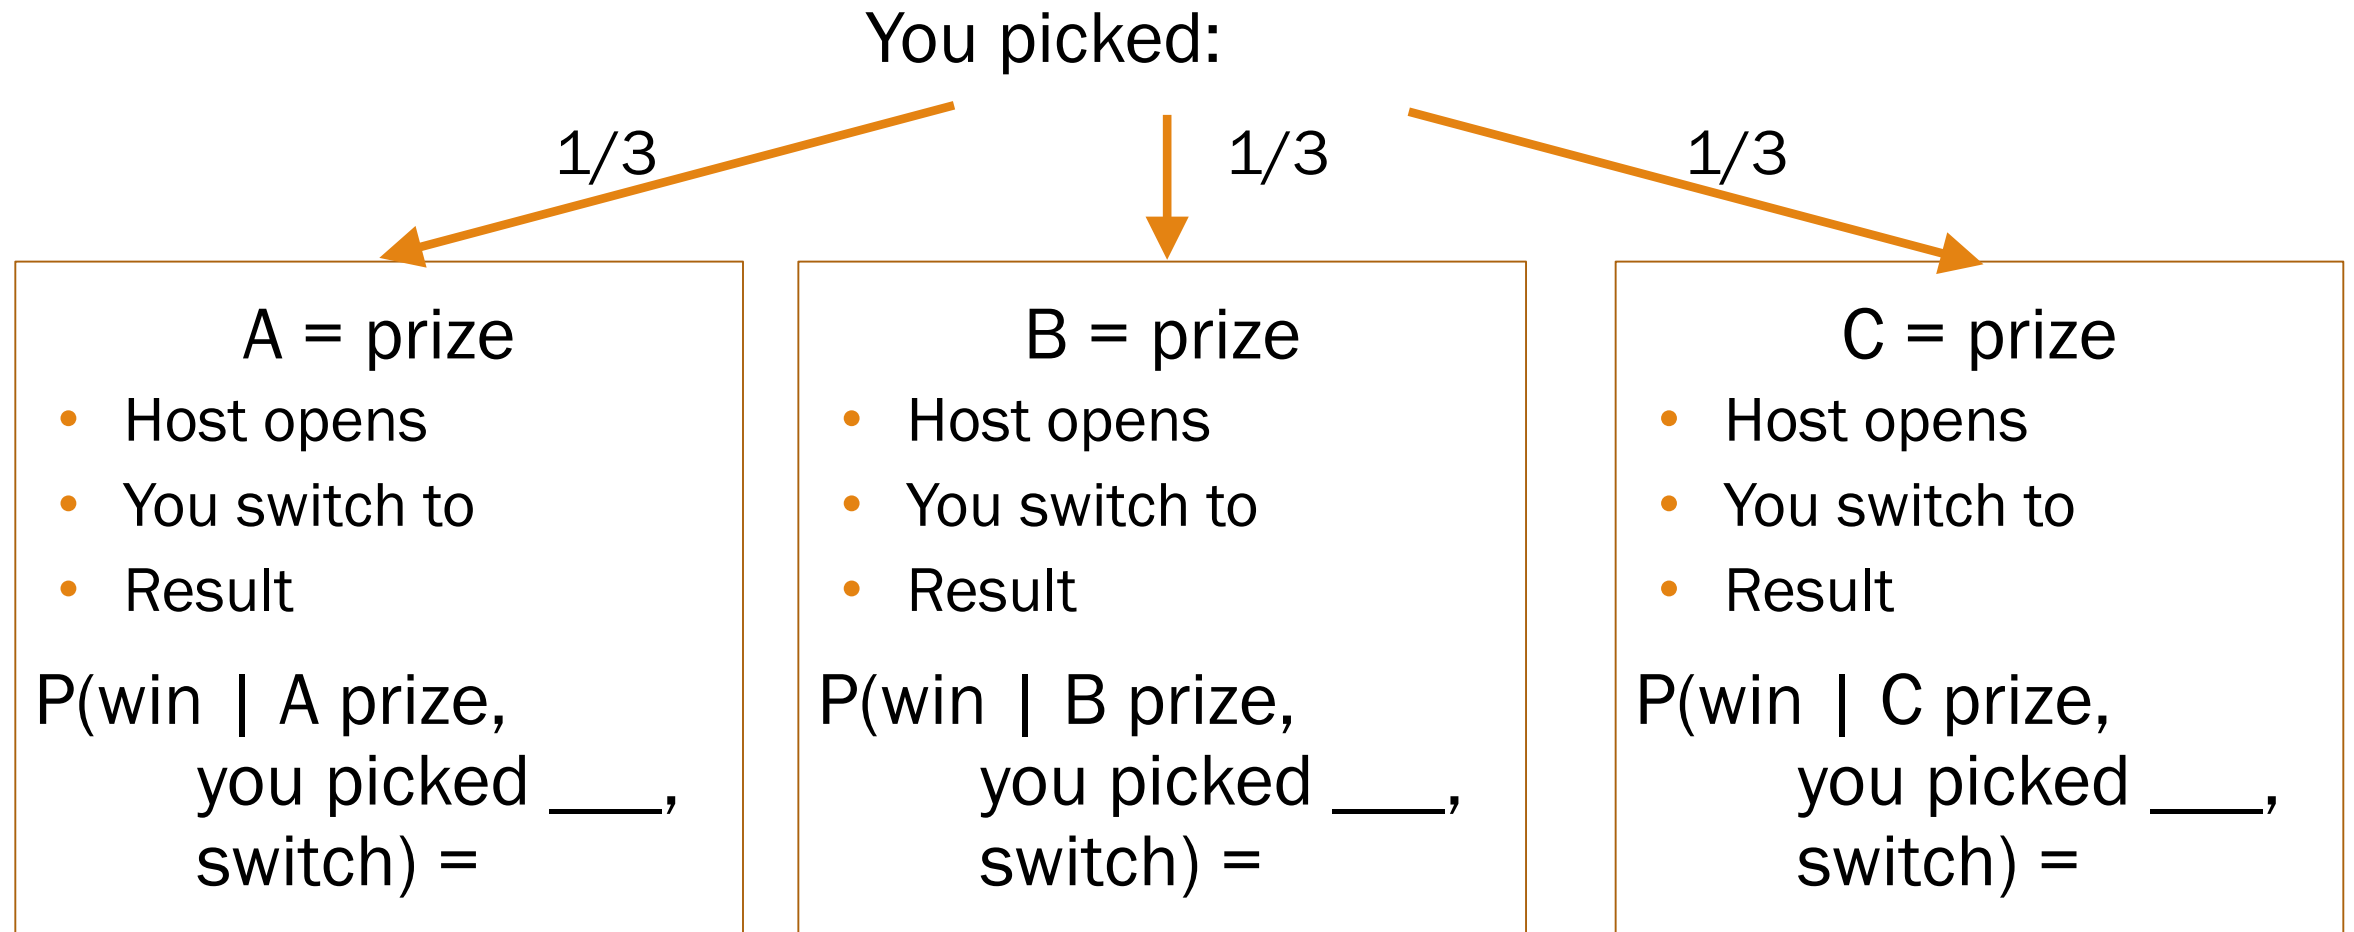 You picked:
1/3
1/3
1/3
A = prize
• Host opens
• You switch to
• Result
P(win | A prize,
you picked ___,
switch) =
B = prize
• Host opens
• You switch to
• Result
P(win | B prize,
you picked ___,
switch) =
C = prize
• Host opens
• You switch to
• Result
P(win | C prize,
you picked ___,
switch) =